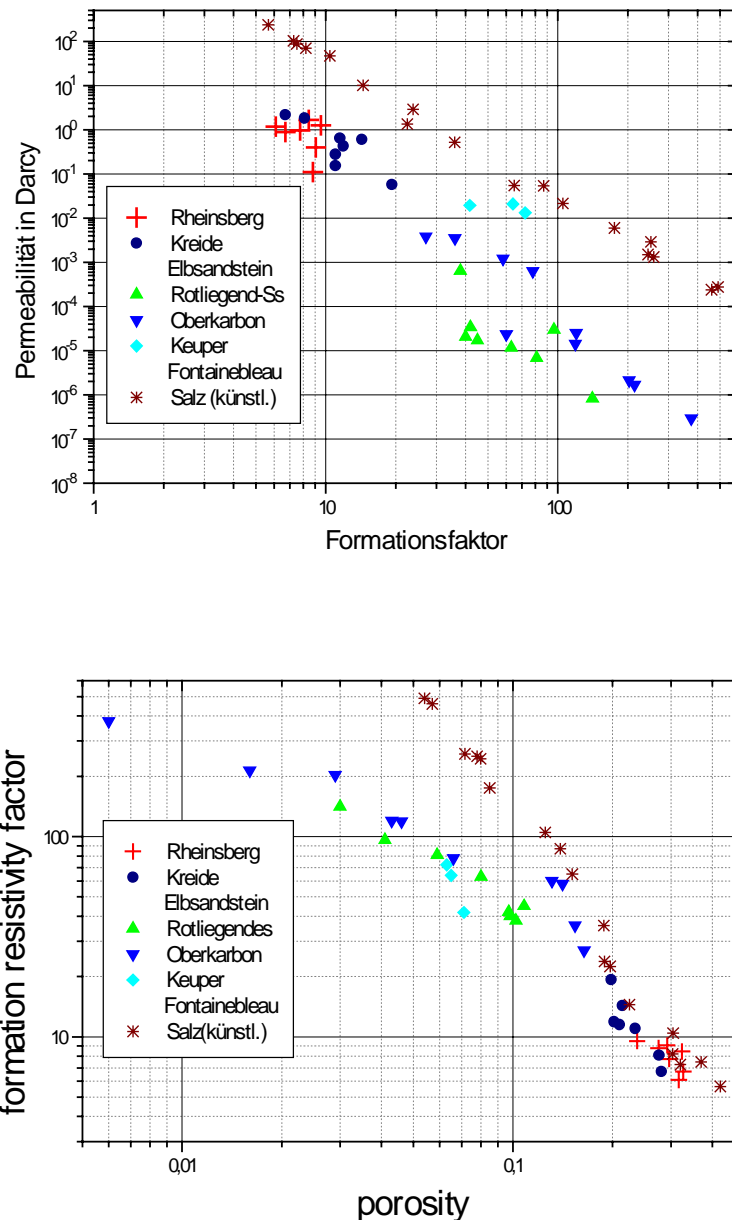 10^2
10^1
10^0
10^-1
10^-2
10^-3
10^-4
10^-5
10^-6
10^-7
10^-8
Permeabilität in Darcy
Rheinsberg
Kreide
Elbsandstein
Rotliegend-Ss
Oberkarbon
Keuper
Fontainebleau
Salz (künstl.)
1
10
100
Formationsfaktor
formation resistivity factor
100
10
Rheinsberg
Kreide
Elbsandstein
Rotliegendes
Oberkarbon
Keuper
Fontainebleau
Salz(künstl.)
0,01
0,1
porosity